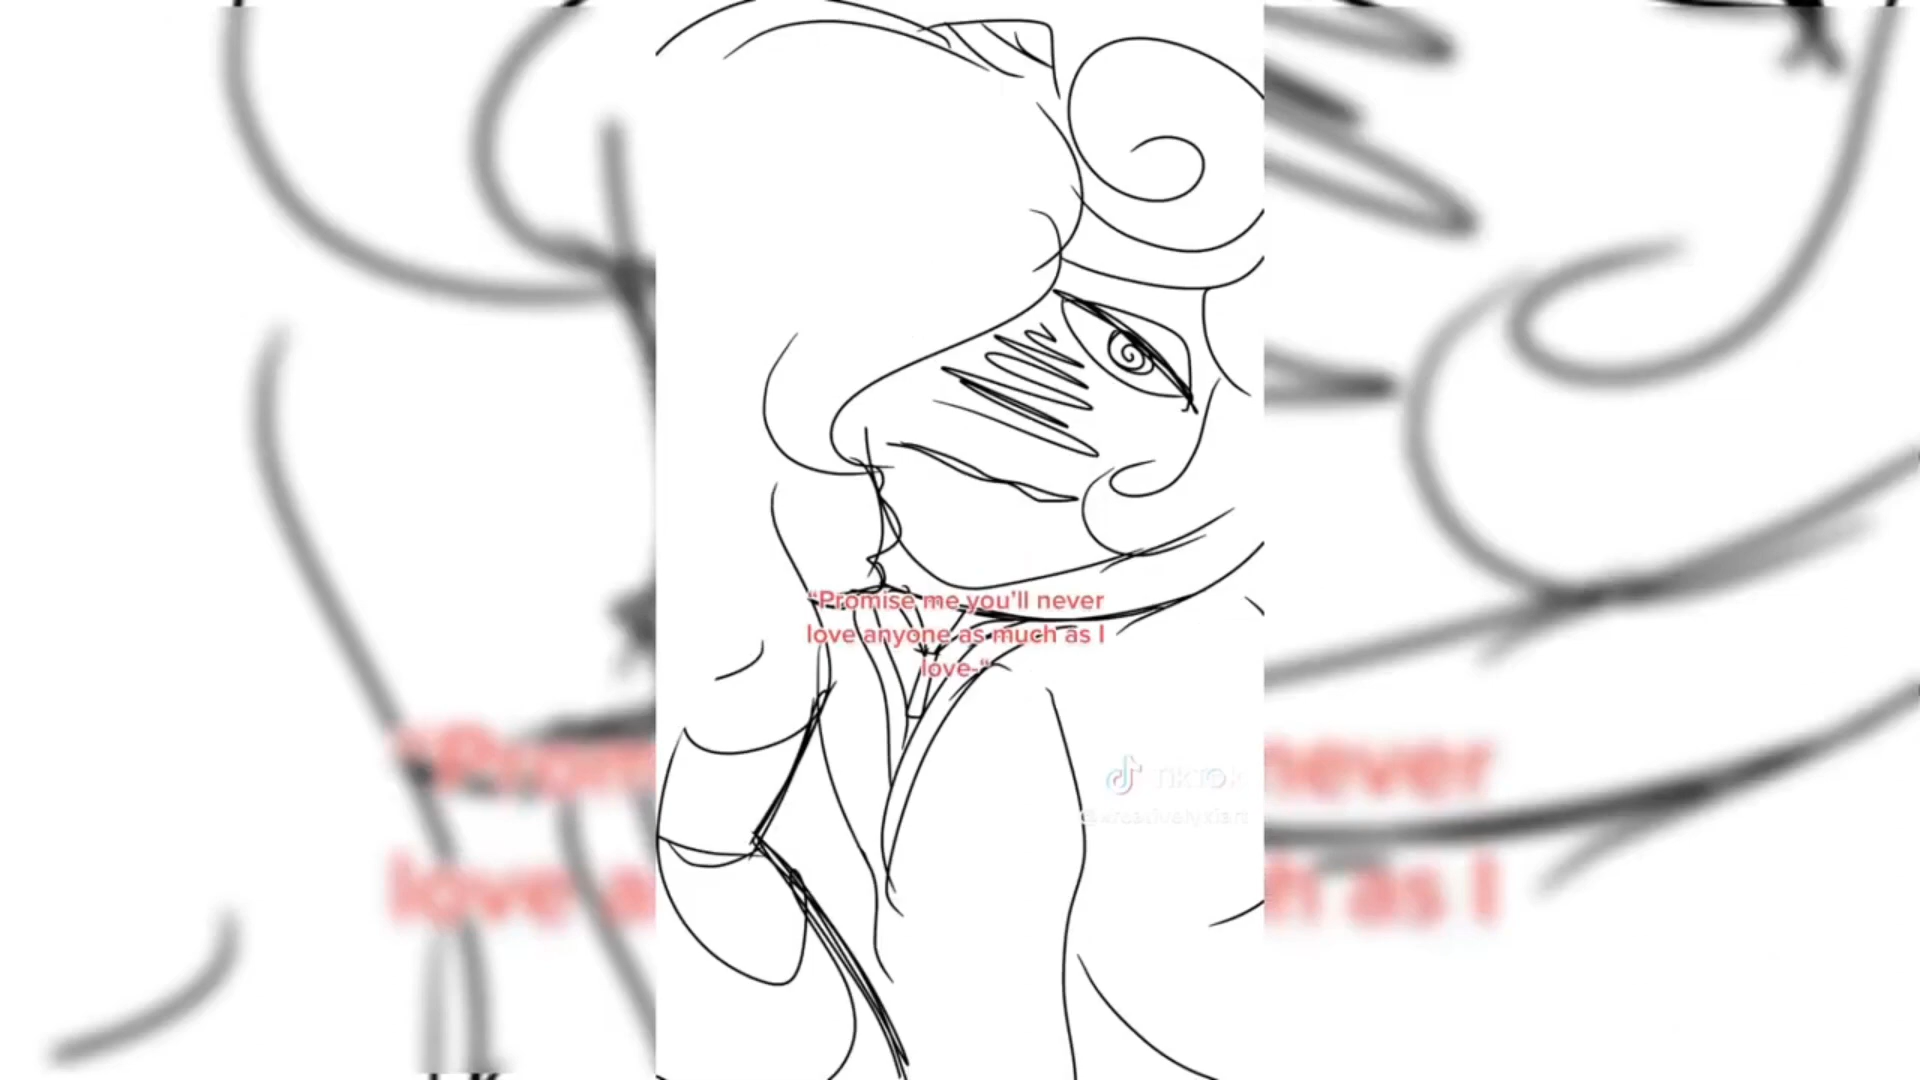 “Promise me you'll never
love anyone as much as I
love-“
TikTok